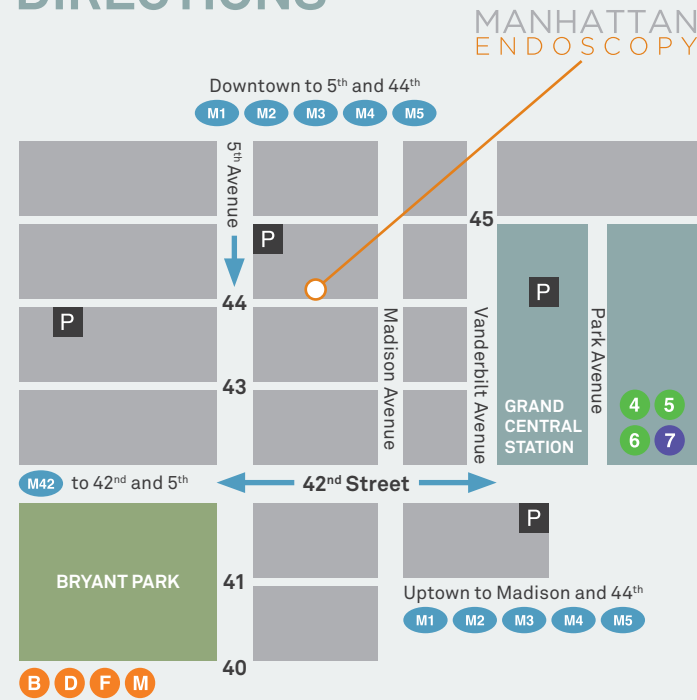 DIRECTIONS
MANHATTAN
ENDOSCOPY
Downtown to 5th and 44th
M1 M2 M3 M4 M5
5th Avenue
45
P
P
44
P
Madison Avenue
Vanderbilt Avenue
Park Avenue
43
GRAND
CENTRAL
STATION
4 5
6 7
M42 to 42nd and 5th
42nd Street
P
BRYANT PARK
41
Uptown to Madison and 44th
M1 M2 M3 M4 M5
40
B D F M